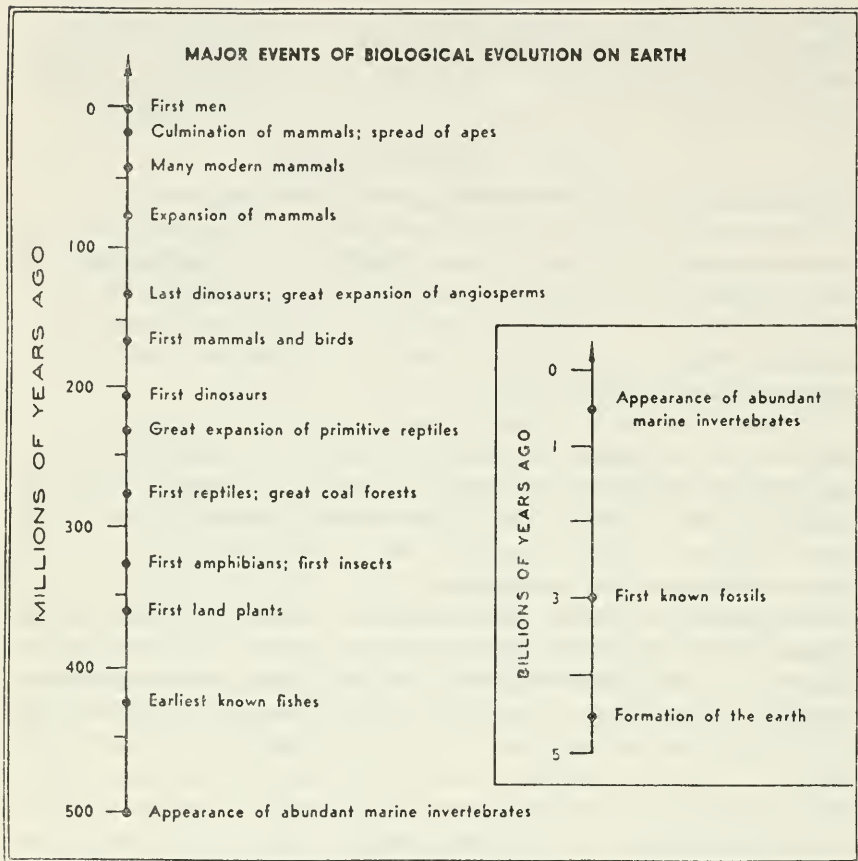 MAJOR EVENTS OF BIOLOGICAL EVOLUTION ON EARTH
MILLIONS OF YEARS AGO
0 First men
Culmination of mammals; spread of apes
Many modern mammals
Expansion of mammals
100
Last dinosaurs; great expansion of angiosperms
First mammals and birds
200
First dinosaurs
Great expansion of primitive reptiles
First reptiles; great coal forests
300
First amphibians; first insects
First land plants
400
Earliest known fishes
500 Appearance of abundant marine invertebrates
BILLIONS OF YEARS AGO
0
Appearance of abundant
marine invertebrates
1
3 First known fossils
Formation of the earth
5